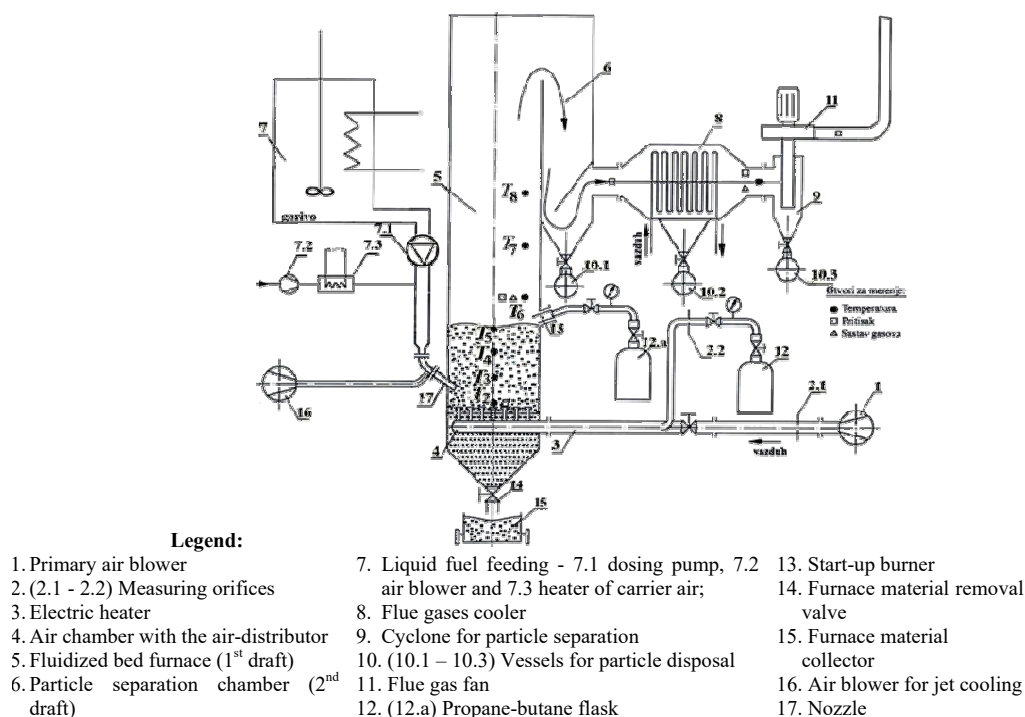 6
11
8
7
5
T8
9
gorivo
7.1
T7
7.2
7.3
vazduh
10.1
10.2
10.3
Otvori za merenje:
Temperatura
Pritisak
Sastav gasova
T6
13
T5
T4
T3
T2
12.a
2.2
12
2.1
1
17
16
4
3
vazduh
14
15
Legend:
1. Primary air blower
2. (2.1 - 2.2) Measuring orifices
3. Electric heater
4. Air chamber with the air-distributor
5. Fluidized bed furnace (1st draft)
6. Particle separation chamber (2nd
draft)
7. Liquid fuel feeding - 7.1 dosing pump, 7.2
air blower and 7.3 heater of carrier air;
8. Flue gases cooler
9. Cyclone for particle separation
10. (10.1 – 10.3) Vessels for particle disposal
11. Flue gas fan
12. (12.a) Propane-butane flask
13. Start-up burner
14. Furnace material removal
valve
15. Furnace material
collector
16. Air blower for jet cooling
17. Nozzle